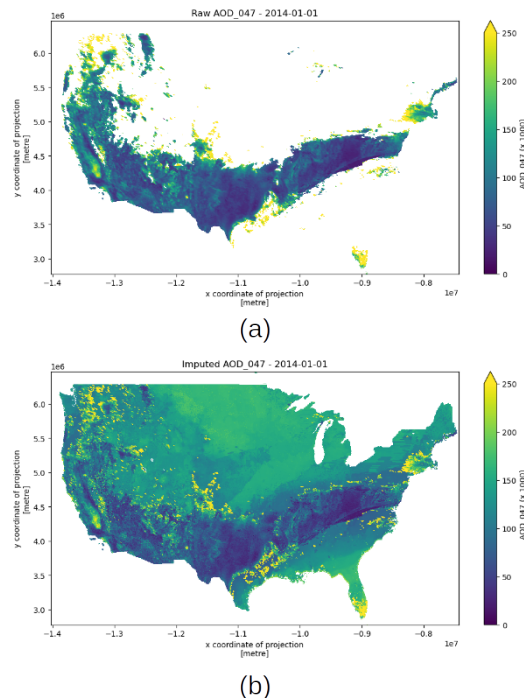 Raw AOD_047 - 2014-01-01
1e6
6.0
5.5
5.0
4.5
4.0
3.5
3.0
y coordinate of projection
[metre]
−1.4
−1.3
−1.2
−1.1
−1.0
−0.9
−0.8
1e7
x coordinate of projection
[metre]
250
200
150
100
50
0
AOD_047 (x 1000)
(a)
Imputed AOD_047 - 2014-01-01
1e6
6.0
5.5
5.0
4.5
4.0
3.5
3.0
y coordinate of projection
[metre]
−1.4
−1.3
−1.2
−1.1
−1.0
−0.9
−0.8
1e7
x coordinate of projection
[metre]
250
200
150
100
50
0
AOD_047 (x 1000)
(b)